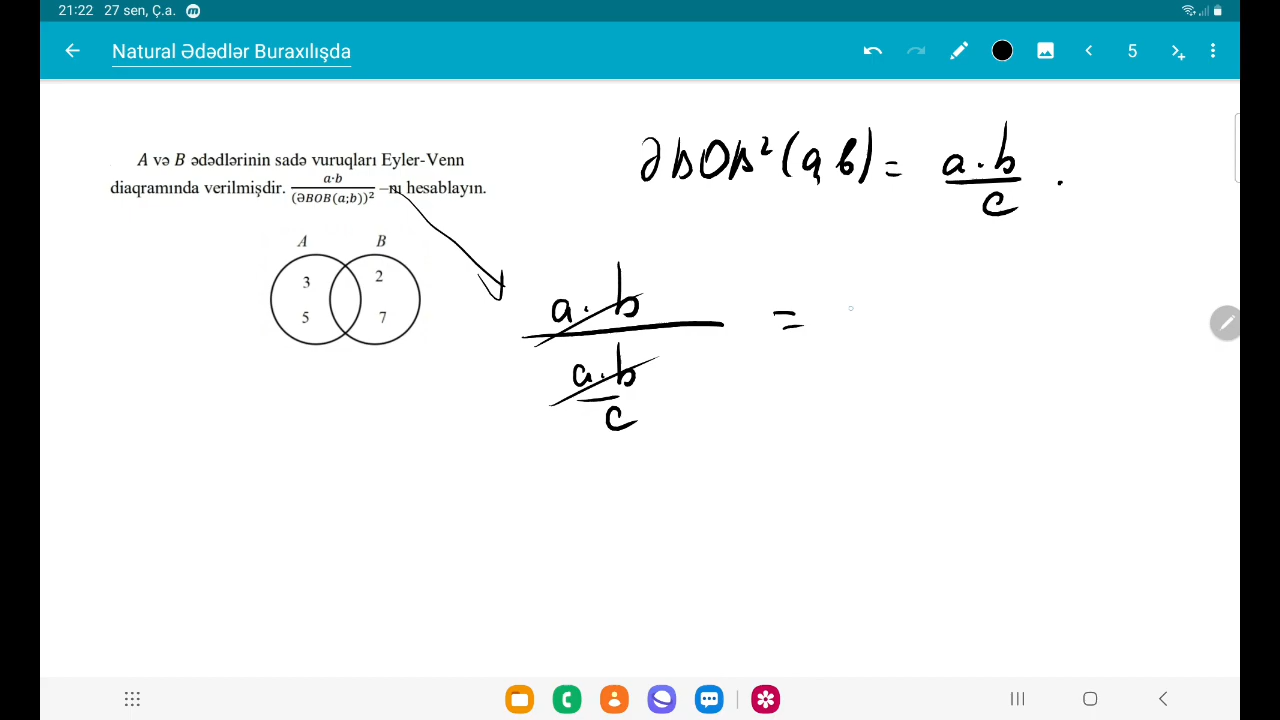 21:22 27 sen, Ç.a. m
Natural Ədədlər Buraxılışda
5
A və B ədədlərinin sadə vuruqları Eyler-Venn
diaqramında verilmişdir. a·b/(ƏBOB(a;b))² –nı hesablayın.
A B
3 2
5 7
ƏBOB²(a,b) = a·b/c .
a·b / (a·b/c) =